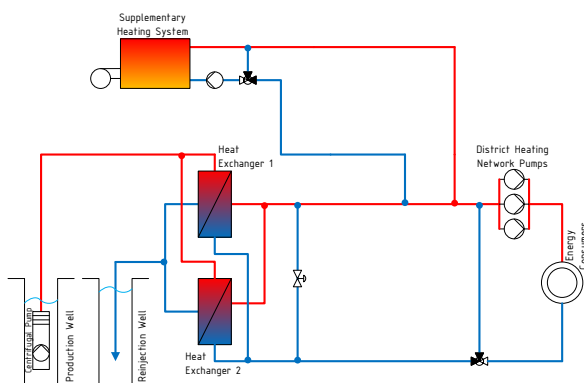 Supplementary
Heating System
Heat
Exchanger 1
District Heating
Network Pumps
Energy
Consumers
Centrifugal Pump
Production Well
Reinjection Well
Heat
Exchanger 2